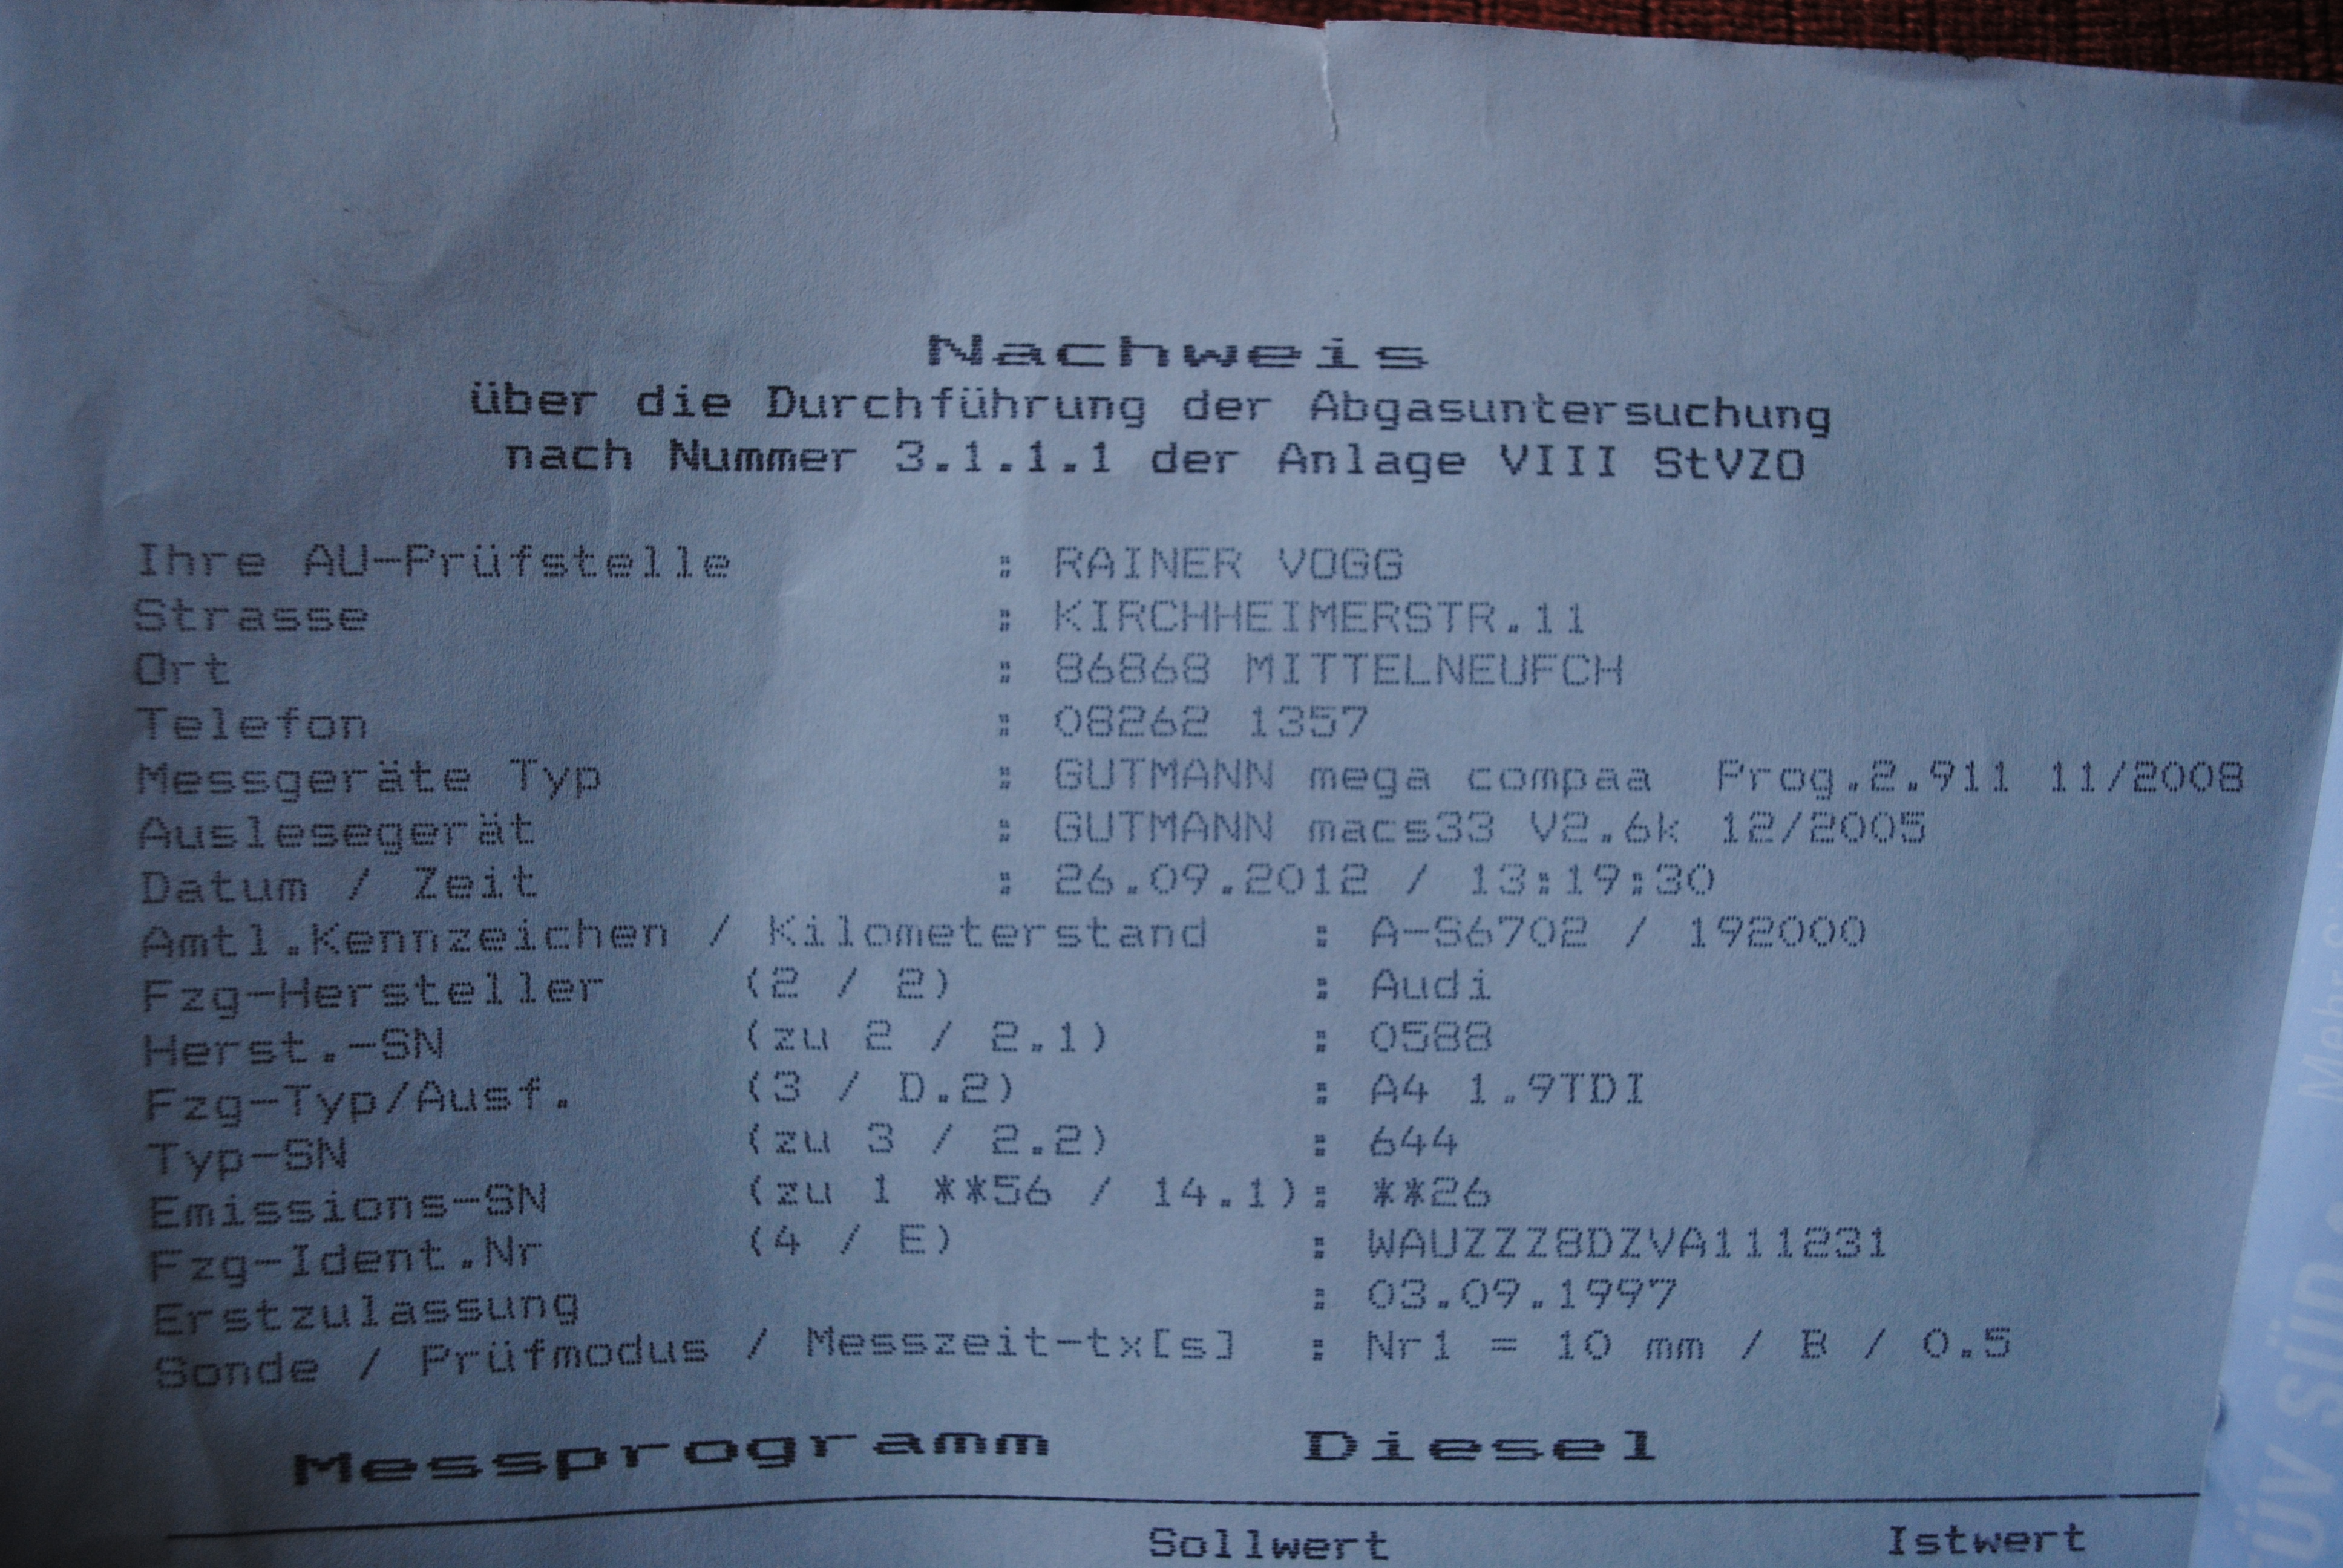 Nachweis
über die Durchführung der Abgasuntersuchung
nach Nummer 3.1.1.1 der Anlage VIII StVZO
Ihre AU-Prüfstelle : RAINER VOGG
Strasse : KIRCHHEIMERSTR.11
Ort : 86868 MITTELNEUFCH
Telefon : 08262 1357
Messgeräte Typ : GUTMANN mega compaa Prog.2.911 11/2008
Auslesegerät : GUTMANN macs33 V2.6k 12/2005
Datum / Zeit : 26.09.2012 / 13:19:30
Amtl.Kennzeichen / Kilometerstand : A-S6702 / 192000
Fzg-Hersteller (2 / 2) : Audi
Herst.-SN (zu 2 / 2.1) : 0588
Fzg-Typ/Ausf. (3 / D.2) : A4 1.9TDI
Typ-SN (zu 3 / 2.2) : 644
Emissions-SN (zu 1 **56 / 14.1): **26
Fzg-Ident.Nr (4 / E) : WAUZZZ8DZVA111231
Erstzulassung : 03.09.1997
Sonde / Prüfmodus / Messzeit-tx[s] : Nr1 = 10 mm / B / 0.5
Messprogramm Diesel
Sollwert Istwert
Mehr
ÜV SÜD